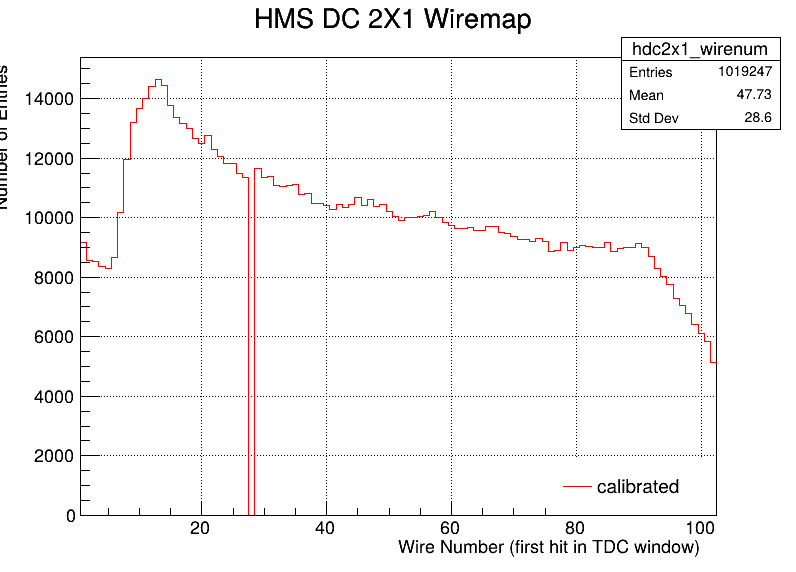 HMS DC 2X1 Wiremap
hdc2x1_wirenum
Entries 1019247
Mean 47.73
Std Dev 28.6
Number of Entries
14000
12000
10000
8000
6000
4000
2000
0
calibrated
20 40 60 80 100
Wire Number (first hit in TDC window)